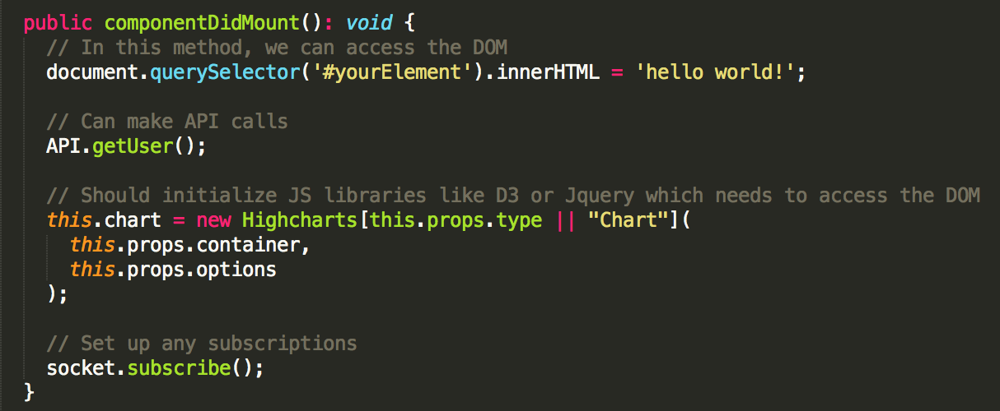 public componentDidMount(): void {
// In this method, we can access the DOM
document.querySelector('#yourElement').innerHTML = 'hello world!';
// Can make API calls
API.getUser();
// Should initialize JS libraries like D3 or Jquery which needs to access the DOM
this.chart = new Highcharts[this.props.type || "Chart"](
this.props.container,
this.props.options
);
// Set up any subscriptions
socket.subscribe();
}